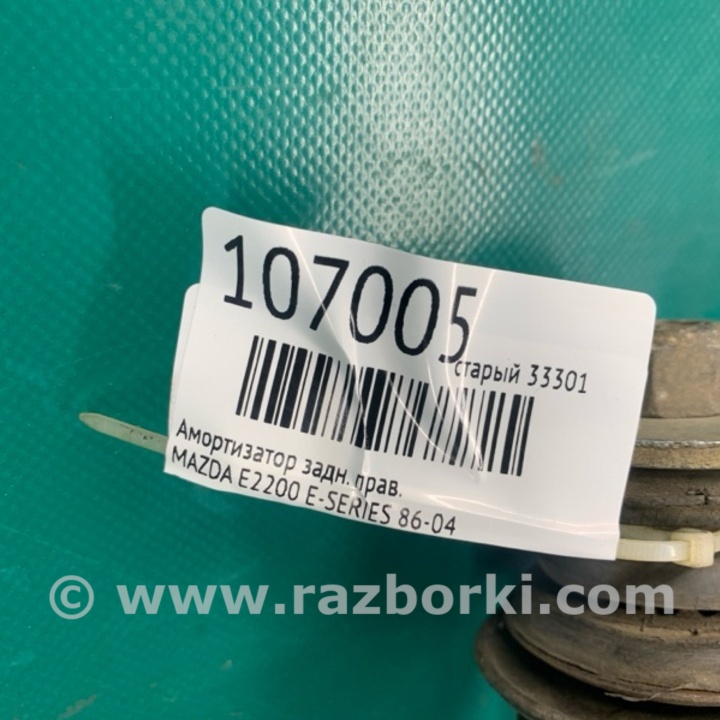 107005
старый 33301
Амортизатор задн. прав.
MAZDA E2200 E-SERIES 86-04
© www.razborki.com